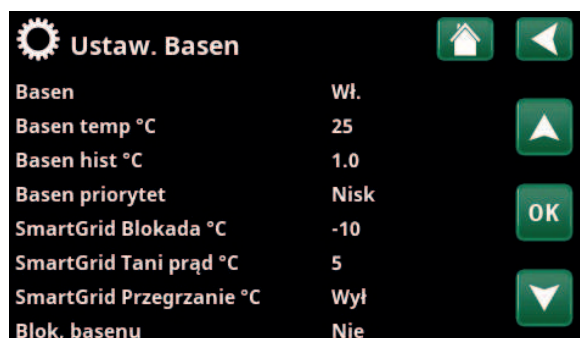 Ustaw. Basen
Basen Wł.
Basen temp °C 25
Basen hist °C 1.0
Basen priorytet Nisk
OK
SmartGrid Blokada °C -10
SmartGrid Tani prąd °C 5
SmartGrid Przegrzanie °C Wył
Blok. basenu Nie